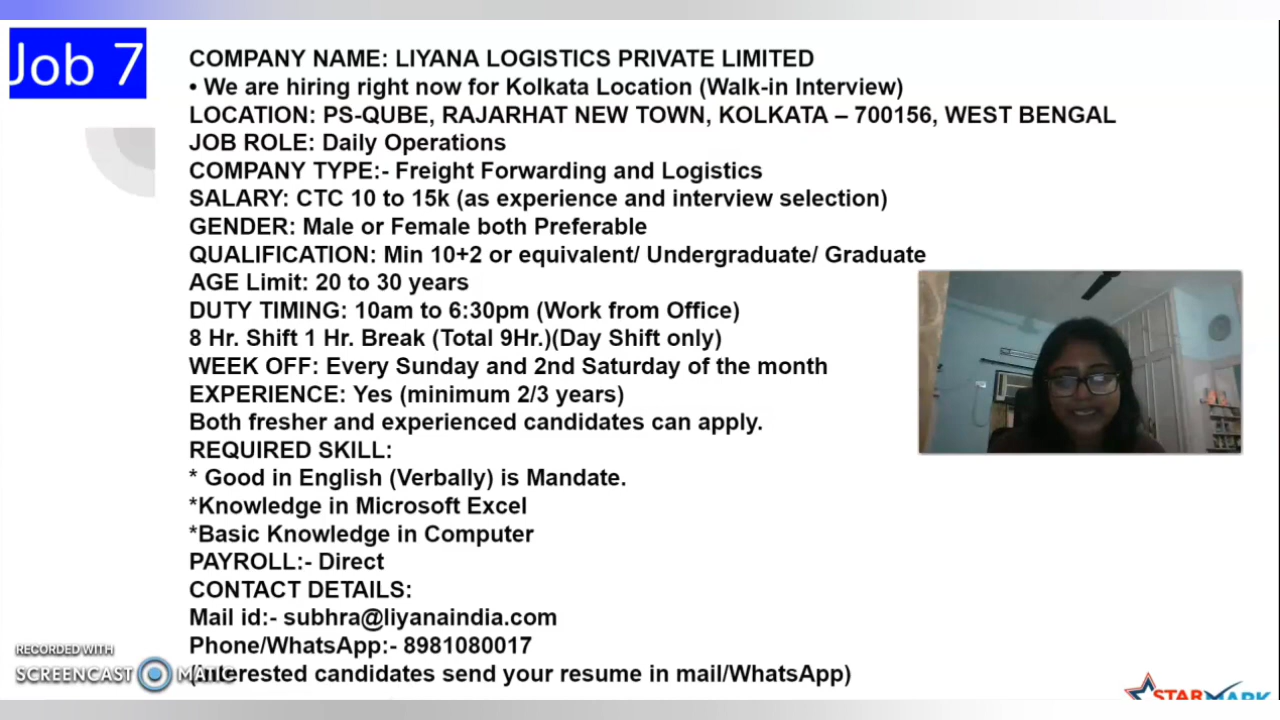 Job 7
COMPANY NAME: LIYANA LOGISTICS PRIVATE LIMITED
• We are hiring right now for Kolkata Location (Walk-in Interview)
LOCATION: PS-QUBE, RAJARHAT NEW TOWN, KOLKATA – 700156, WEST BENGAL
JOB ROLE: Daily Operations
COMPANY TYPE:- Freight Forwarding and Logistics
SALARY: CTC 10 to 15k (as experience and interview selection)
GENDER: Male or Female both Preferable
QUALIFICATION: Min 10+2 or equivalent/ Undergraduate/ Graduate
AGE Limit: 20 to 30 years
DUTY TIMING: 10am to 6:30pm (Work from Office)
8 Hr. Shift 1 Hr. Break (Total 9Hr.)(Day Shift only)
WEEK OFF: Every Sunday and 2nd Saturday of the month
EXPERIENCE: Yes (minimum 2/3 years)
Both fresher and experienced candidates can apply.
REQUIRED SKILL:
* Good in English (Verbally) is Mandate.
*Knowledge in Microsoft Excel
*Basic Knowledge in Computer
PAYROLL:- Direct
CONTACT DETAILS:
Mail id:- subhra@liyanaindia.com
Phone/WhatsApp:- 8981080017
(Interested candidates send your resume in mail/WhatsApp)
RECORDED WITH
SCREENCAST MATIC
STARMARK